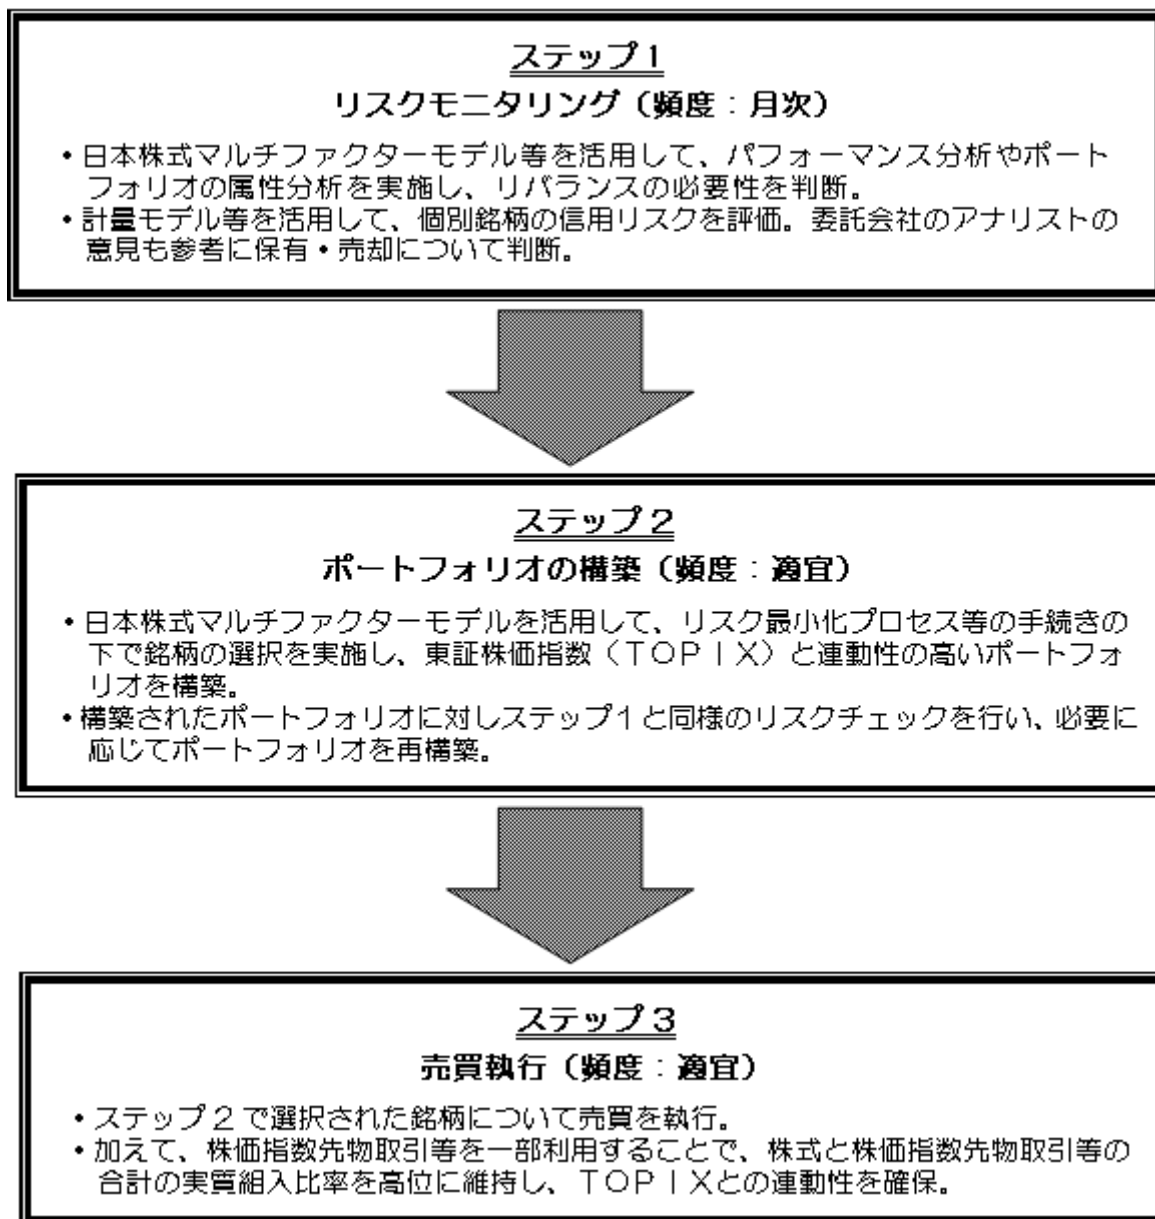 ステップ1
リスクモニタリング（頻度：月次）
・日本株式マルチファクターモデル等を活用して、パフォーマンス分析やポート
フォリオの属性分析を実施し、リバランスの必要性を判断。
・計量モデル等を活用して、個別銘柄の信用リスクを評価。委託会社のアナリストの
意見も参考に保有・売却について判断。
ステップ２
ポートフォリオの構築（頻度：適宜）
・日本株式マルチファクターモデルを活用して、リスク最小化プロセス等の手続きの
下で銘柄の選択を実施し、東証株価指数（ＴＯＰＩＸ）と連動性の高いポートフォ
リオを構築。
・構築されたポートフォリオに対しステップ1と同様のリスクチェックを行い、必要に
応じてポートフォリオを再構築。
ステップ３
売買執行（頻度：適宜）
・ステップ２で選択された銘柄について売買を執行。
・加えて、株価指数先物取引等を一部利用することで、株式と株価指数先物取引等の
合計の実質組入比率を高位に維持し、ＴＯＰＩＸとの連動性を確保。